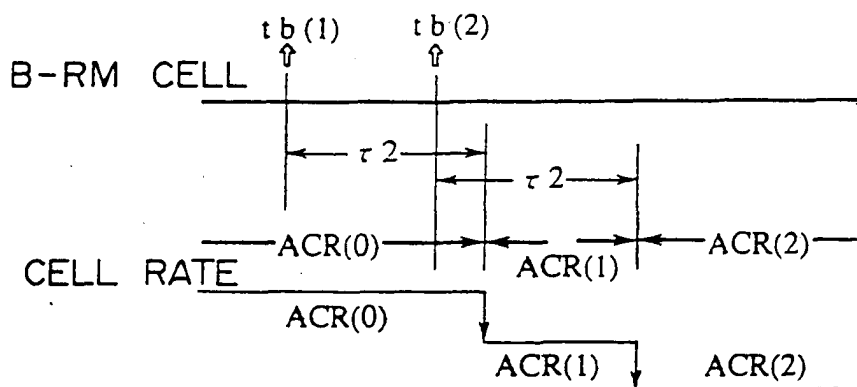 t b (1) t b (2)
B-RM CELL
τ 2
τ 2
ACR(0) ACR(1) ACR(2)
CELL RATE
ACR(0)
ACR(1) ACR(2)